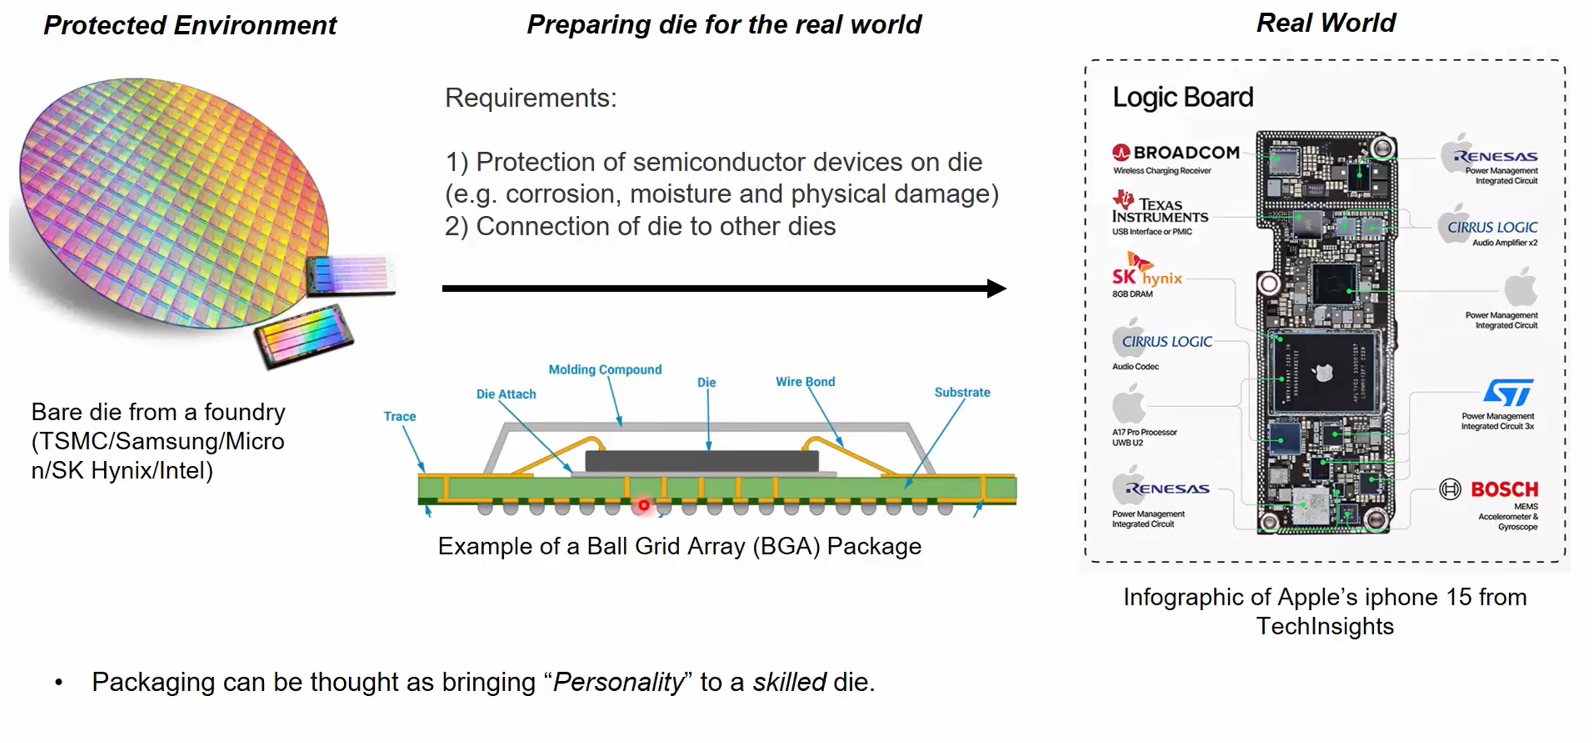 Protected Environment
Preparing die for the real world
Real World
Requirements:
1) Protection of semiconductor devices on die
(e.g. corrosion, moisture and physical damage)
2) Connection of die to other dies
Bare die from a foundry
(TSMC/Samsung/Micro
n/SK Hynix/Intel)
Molding Compound
Die Attach
Die
Wire Bond
Substrate
Trace
Example of a Ball Grid Array (BGA) Package
Logic Board
BROADCOM
Wireless Charging Receiver
TEXAS
INSTRUMENTS
USB Interface or PMIC
SK hynix
8GB DRAM
CIRRUS LOGIC
Audio Codec
A17 Pro Processor
UWB U2
RENESAS
Power Management
Integrated Circuit
RENESAS
Power Management
Integrated Circuit
CIRRUS LOGIC
Audio Amplifier x2
Power Management
Integrated Circuit
ST
Power Management
Integrated Circuit 3x
BOSCH
MEMS
Accelerometer &
Gyroscope
Infographic of Apple's iphone 15 from
TechInsights
• Packaging can be thought as bringing “Personality” to a skilled die.